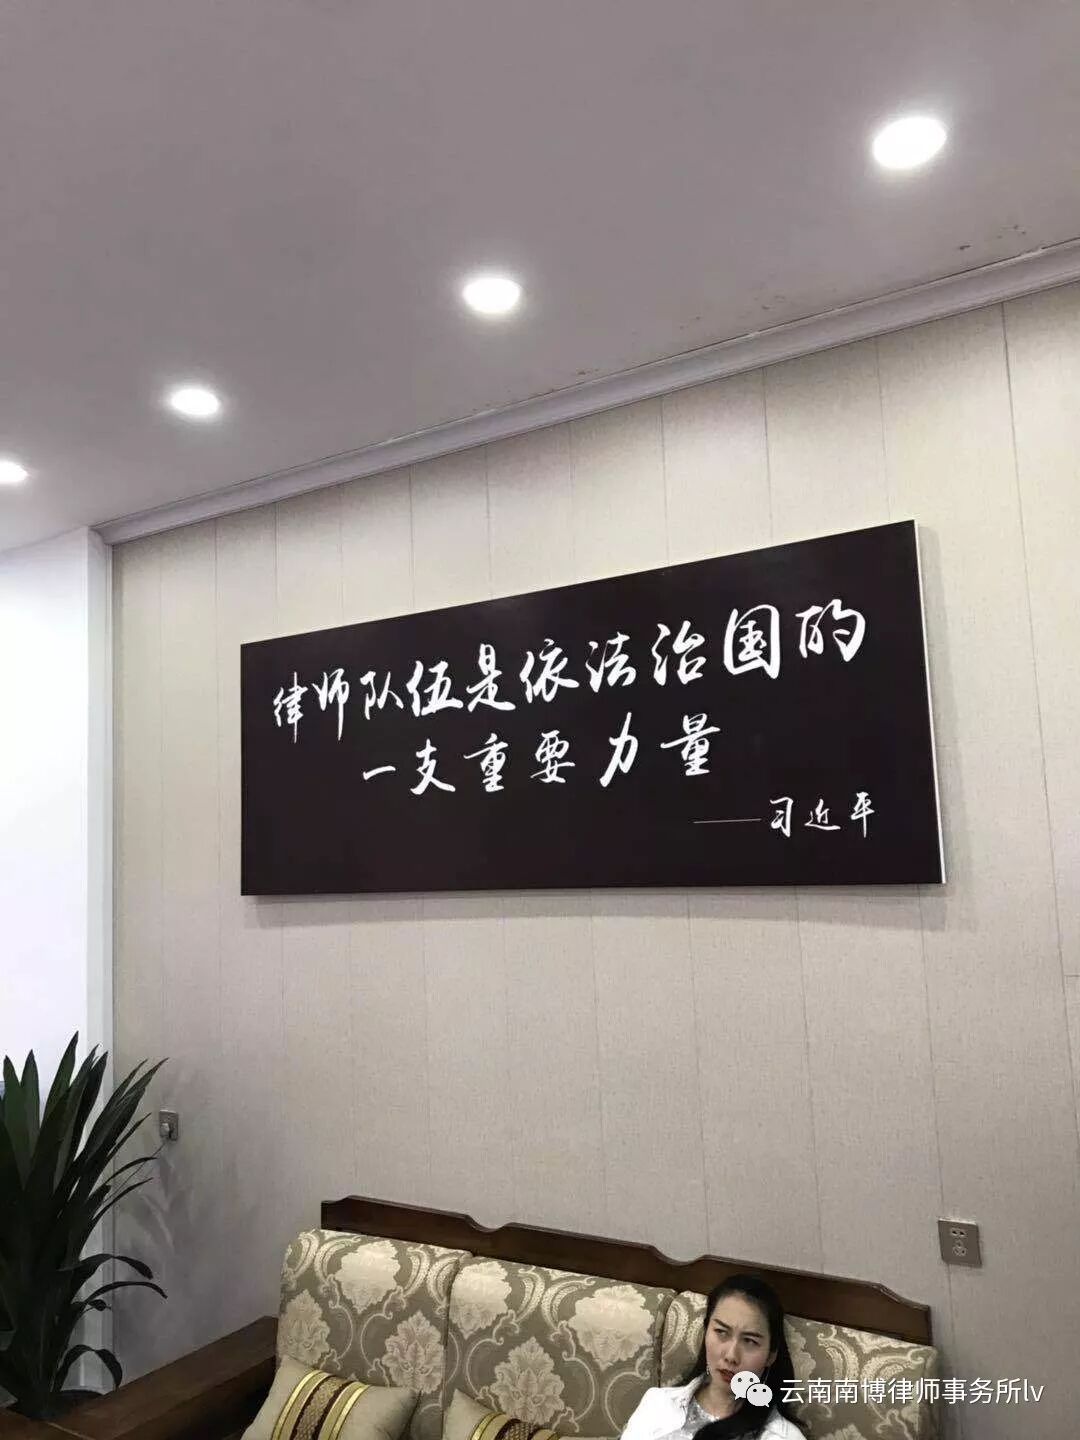 律师队伍是依法治国的
一支重要力量
——习近平
云南南博律师事务所lv